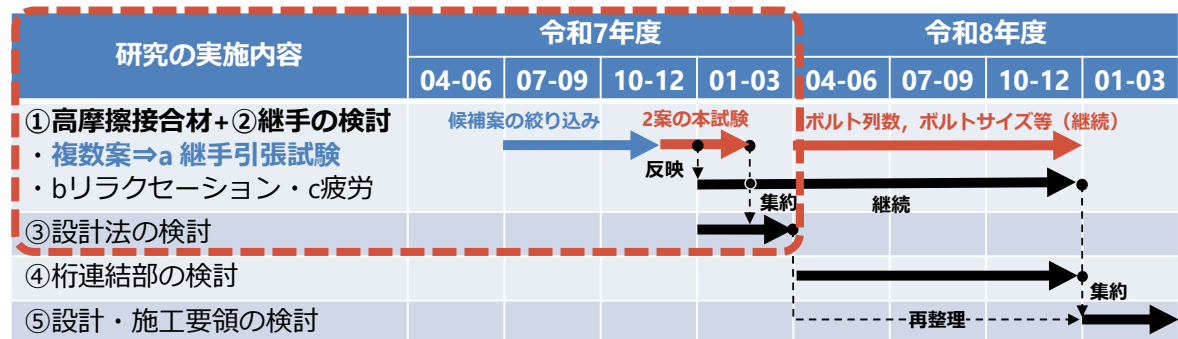 研究の実施内容
令和7年度
令和8年度
04-06
07-09
10-12
01-03
04-06
07-09
10-12
01-03
①高摩擦接合材+②継手の検討
・複数案⇒a 継手引張試験
・bリラクセーション・c疲労
候補案の絞り込み
2案の本試験
ボルト列数，ボルトサイズ等（継続）
反映
集約
継続
③設計法の検討
④桁連結部の検討
集約
⑤設計・施工要領の検討
再整理